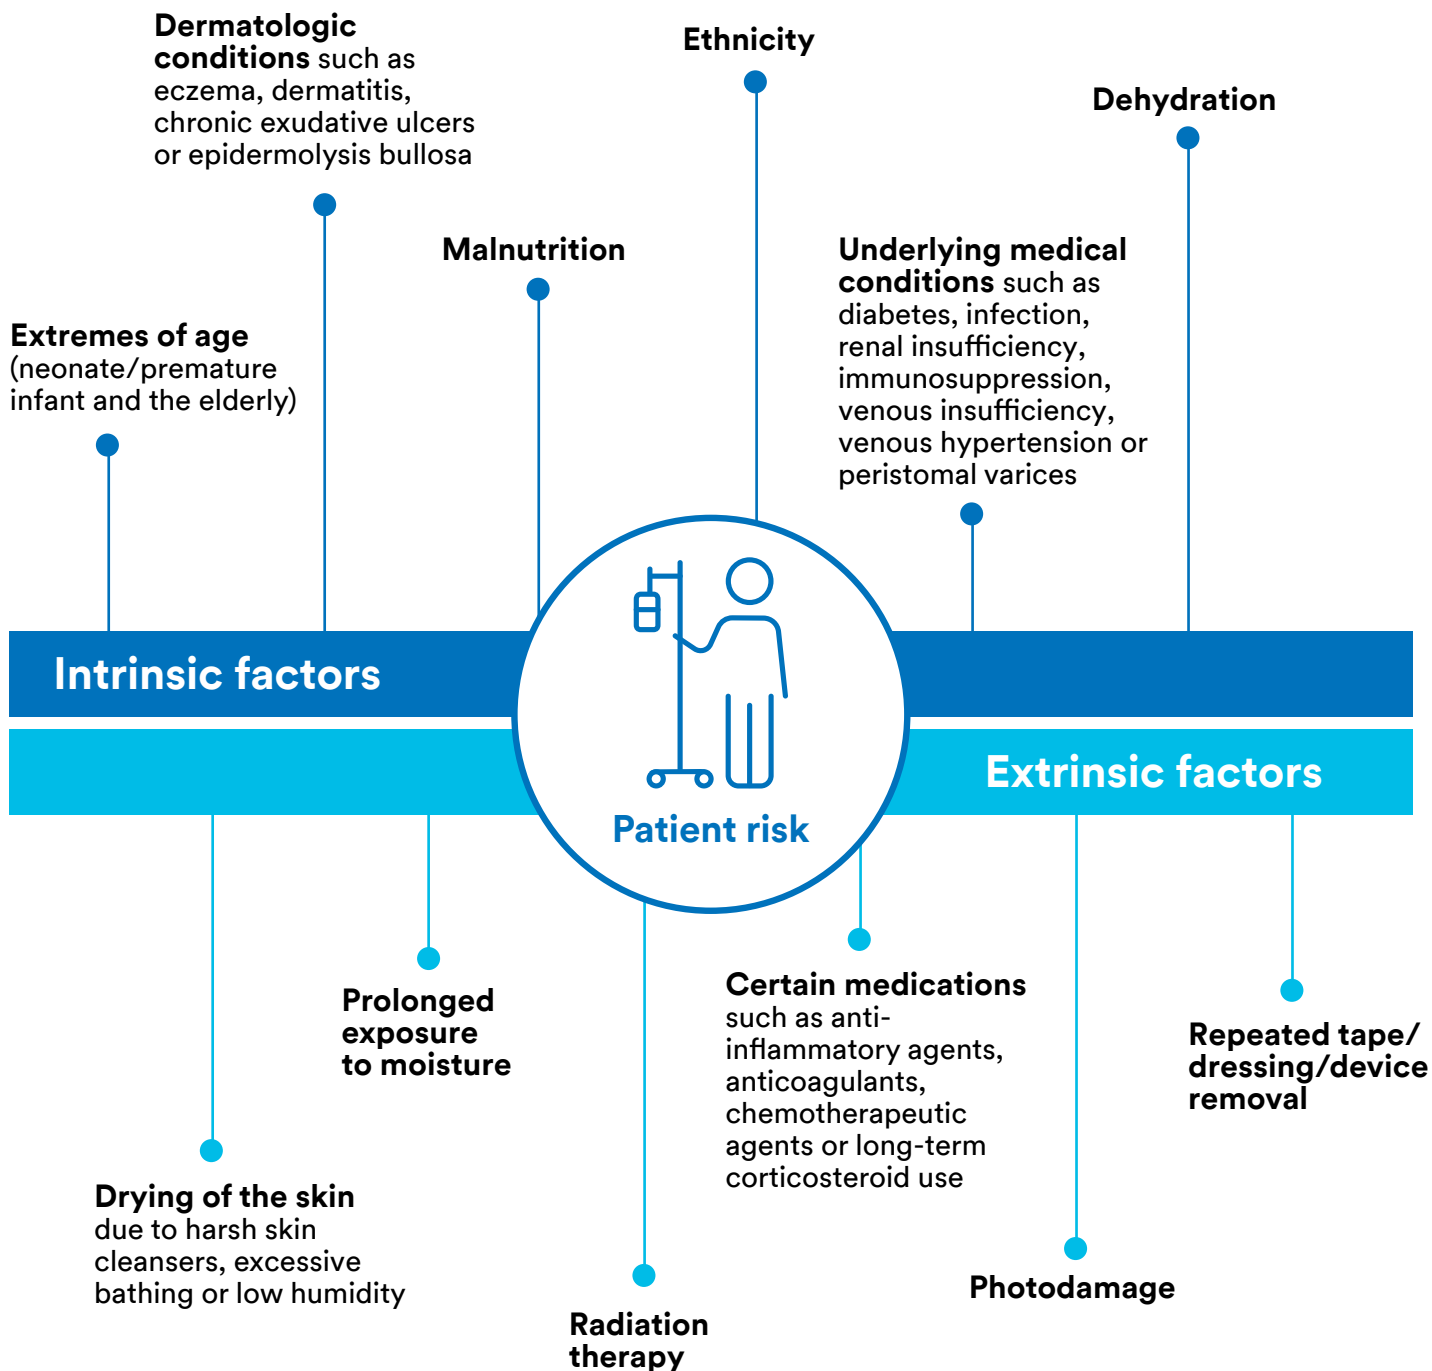 Dermatologic
conditions such as
eczema, dermatitis,
chronic exudative ulcers
or epidermolysis bullosa
Ethnicity
Dehydration
Malnutrition
Underlying medical
conditions such as
diabetes, infection,
renal insufficiency,
immunosuppression,
venous insufficiency,
venous hypertension or
peristomal varices
Extremes of age
(neonate/premature
infant and the elderly)
Intrinsic factors
Extrinsic factors
Patient risk
Prolonged
exposure
to moisture
Certain medications
such as anti-
inflammatory agents,
anticoagulants,
chemotherapeutic
agents or long-term
corticosteroid use
Repeated tape/
dressing/device
removal
Drying of the skin
due to harsh skin
cleansers, excessive
bathing or low humidity
Photodamage
Radiation
therapy